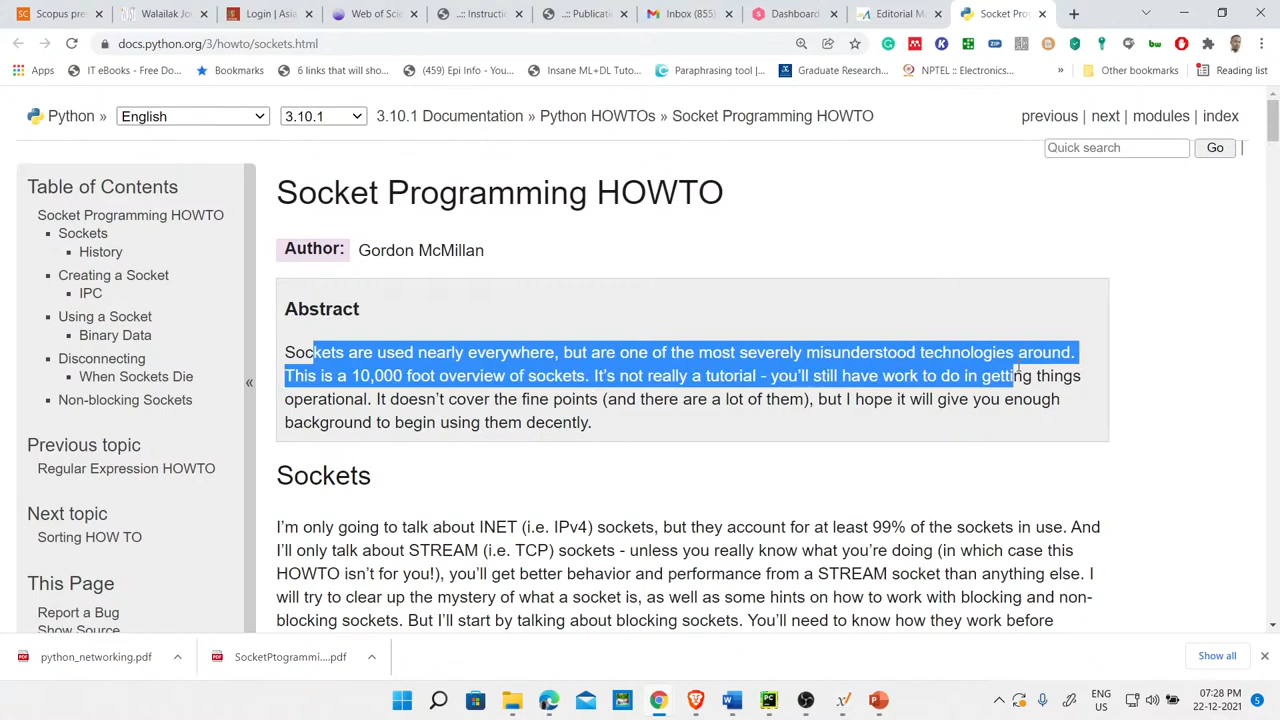 Scopus prev
Walailak Jou
Login | Asia
Web of Scie
..:: Instructio
..:: Publicatio
Inbox (855)
Dashboard
Editorial M
Socket Prog
docs.python.org/3/howto/sockets.html
Apps
IT eBooks - Free Do...
Bookmarks
6 links that will sho...
(459) Epi Info - You...
Insane ML+DL Tuto...
Paraphrasing tool |...
Graduate Research...
NPTEL :: Electronics...
»
Other bookmarks
Reading list
Python »
English
3.10.1
3.10.1 Documentation » Python HOWTOs » Socket Programming HOWTO
previous | next | modules | index
Quick search
Go
|
Table of Contents
Socket Programming HOWTO
Sockets
History
Creating a Socket
IPC
Using a Socket
Binary Data
Disconnecting
When Sockets Die
Non-blocking Sockets
Previous topic
Regular Expression HOWTO
Next topic
Sorting HOW TO
This Page
Report a Bug
Show Source
«
Socket Programming HOWTO
Author: Gordon McMillan
Abstract
Sockets are used nearly everywhere, but are one of the most severely misunderstood technologies around.
This is a 10,000 foot overview of sockets. It's not really a tutorial - you'll still have work to do in getting things
operational. It doesn't cover the fine points (and there are a lot of them), but I hope it will give you enough
background to begin using them decently.
Sockets
I'm only going to talk about INET (i.e. IPv4) sockets, but they account for at least 99% of the sockets in use. And
I'll only talk about STREAM (i.e. TCP) sockets - unless you really know what you're doing (in which case this
HOWTO isn't for you!), you'll get better behavior and performance from a STREAM socket than anything else. I
will try to clear up the mystery of what a socket is, as well as some hints on how to work with blocking and non-
blocking sockets. But I'll start by talking about blocking sockets. You'll need to know how they work before
python_networking.pdf
SocketPtogrammi....pdf
Show all
ENG
US
07:28 PM
22-12-2021
5